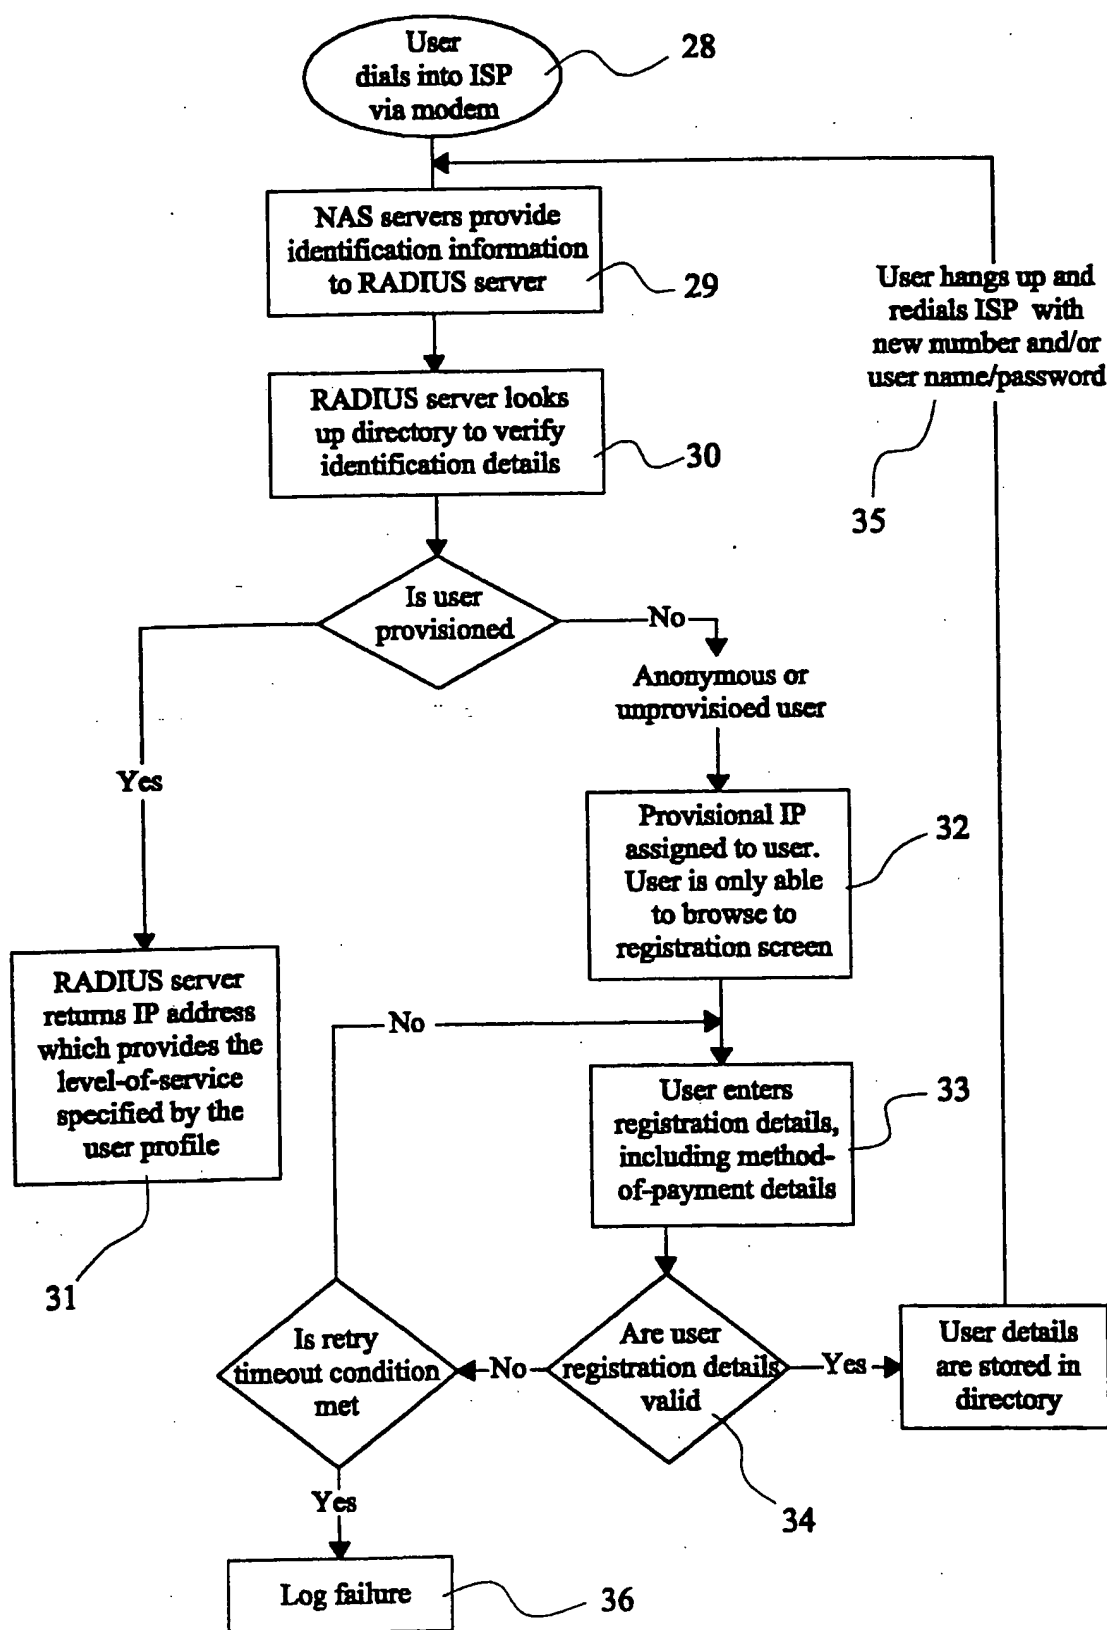 User
dials into ISP
via modem
28
NAS servers provide
identification information
to RADIUS server
29
User hangs up and
redials ISP with
new number and/or
user name/password
35
RADIUS server looks
up directory to verify
identification details
30
Is user
provisioned
No
Anonymous or
unprovisioed user
Yes
Provisional IP
assigned to user.
User is only able
to browse to
registration screen
32
RADIUS server
returns IP address
which provides the
level-of-service
specified by the
user profile
31
No
User enters
registration details,
including method-
of-payment details
33
Is retry
timeout condition
met
No
Are user
registration details
valid
34
Yes
User details
are stored in
directory
Yes
Log failure
36